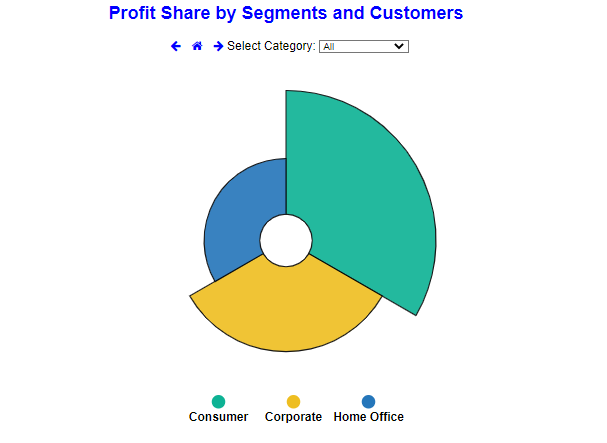 Profit Share by Segments and Customers
Select Category: All
Consumer Corporate Home Office